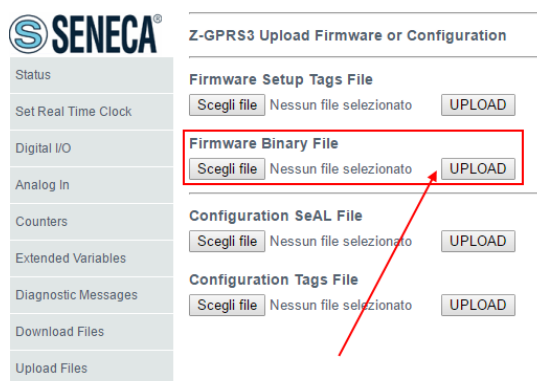 SENECA®
Status
Set Real Time Clock
Digital I/O
Analog In
Counters
Extended Variables
Diagnostic Messages
Download Files
Upload Files
Z-GPRS3 Upload Firmware or Configuration
Firmware Setup Tags File
Scegli file Nessun file selezionato UPLOAD
Firmware Binary File
Scegli file Nessun file selezionato UPLOAD
Configuration SeAL File
Scegli file Nessun file selezionato UPLOAD
Configuration Tags File
Scegli file Nessun file selezionato UPLOAD